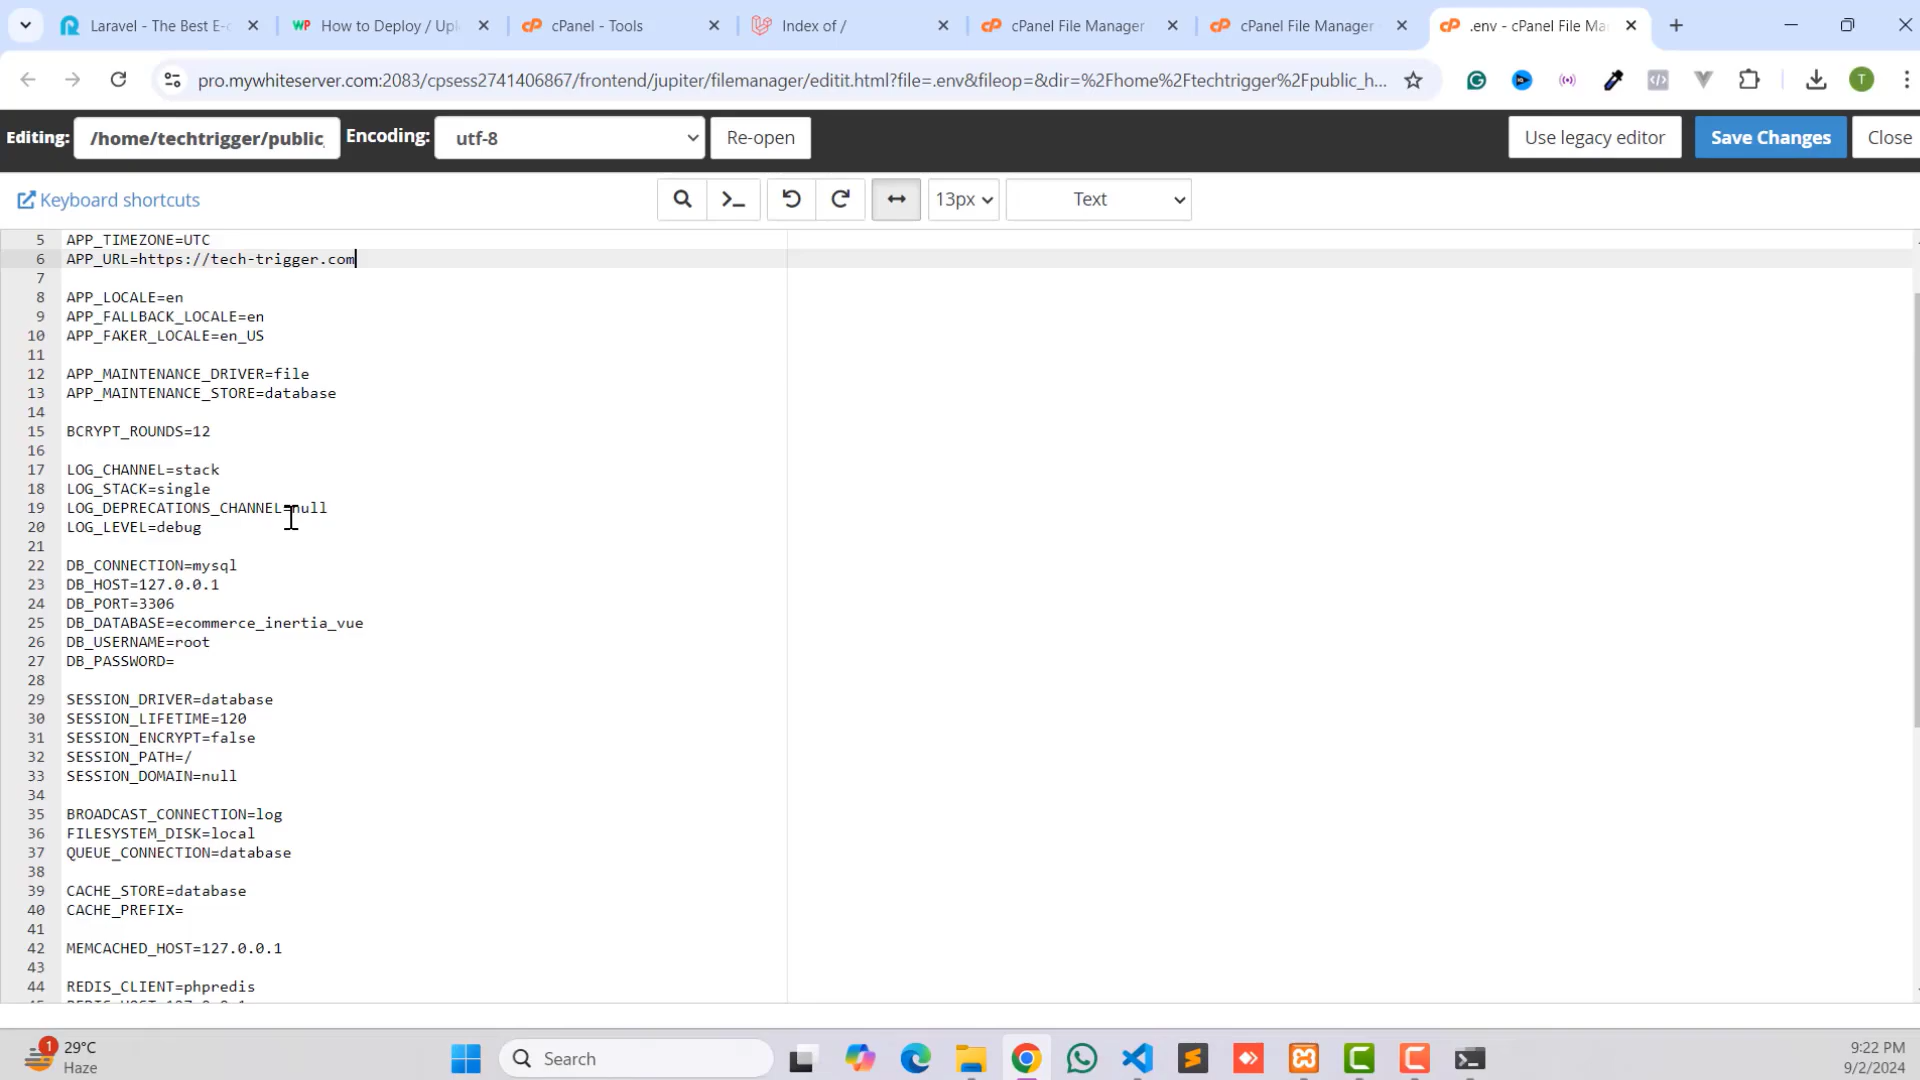 Laravel - The Best E-c
How to Deploy / Upl
cPanel - Tools
Index of /
cPanel File Manager
cPanel File Manager
.env - cPanel File Ma
pro.mywhiteserver.com:2083/cpsess2741406867/frontend/jupiter/filemanager/editit.html?file=.env&fileop=&dir=%2Fhome%2Ftechtrigger%2Fpublic_h...
T
Editing: /home/techtrigger/public_ Encoding: utf-8 Re-open Use legacy editor Save Changes Close
Keyboard shortcuts 13px Text
5 APP_TIMEZONE=UTC
6 APP_URL=https://tech-trigger.com
7
8 APP_LOCALE=en
9 APP_FALLBACK_LOCALE=en
10 APP_FAKER_LOCALE=en_US
11
12 APP_MAINTENANCE_DRIVER=file
13 APP_MAINTENANCE_STORE=database
14
15 BCRYPT_ROUNDS=12
16
17 LOG_CHANNEL=stack
18 LOG_STACK=single
19 LOG_DEPRECATIONS_CHANNEL=null
20 LOG_LEVEL=debug
21
22 DB_CONNECTION=mysql
23 DB_HOST=127.0.0.1
24 DB_PORT=3306
25 DB_DATABASE=ecommerce_inertia_vue
26 DB_USERNAME=root
27 DB_PASSWORD=
28
29 SESSION_DRIVER=database
30 SESSION_LIFETIME=120
31 SESSION_ENCRYPT=false
32 SESSION_PATH=/
33 SESSION_DOMAIN=null
34
35 BROADCAST_CONNECTION=log
36 FILESYSTEM_DISK=local
37 QUEUE_CONNECTION=database
38
39 CACHE_STORE=database
40 CACHE_PREFIX=
41
42 MEMCACHED_HOST=127.0.0.1
43
44 REDIS_CLIENT=phpredis
1
29°C
Haze
Search
9:22 PM
9/2/2024